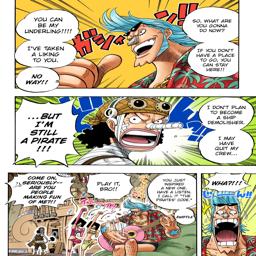 YOU CAN
BE MY
UNDERLING!!!!
I'VE TAKEN
A LIKING
TO YOU.
NO
WAY!!
SO, WHAT ARE
YOU GONNA
DO NOW?
IF YOU DON'T
HAVE A PLACE
TO GO, YOU
CAN STAY
HERE!!
...BUT
I'M
STILL
A PIRATE
!!!
I DON'T PLAN
TO BECOME
A SHIP
DEMOLISHER.
I MAY
HAVE
QUIT MY
CREW...
COME ON,
SERIOUSLY--
ARE YOU
PEOPLE
MAKING FUN
OF ME?!
PLAY IT,
BRO!!
YOU JUST
INSPIRED
A NEW ONE.
HAVE A LISTEN.
I CALL IT "THE
PIRATES' CODE."
WHAT?!!!